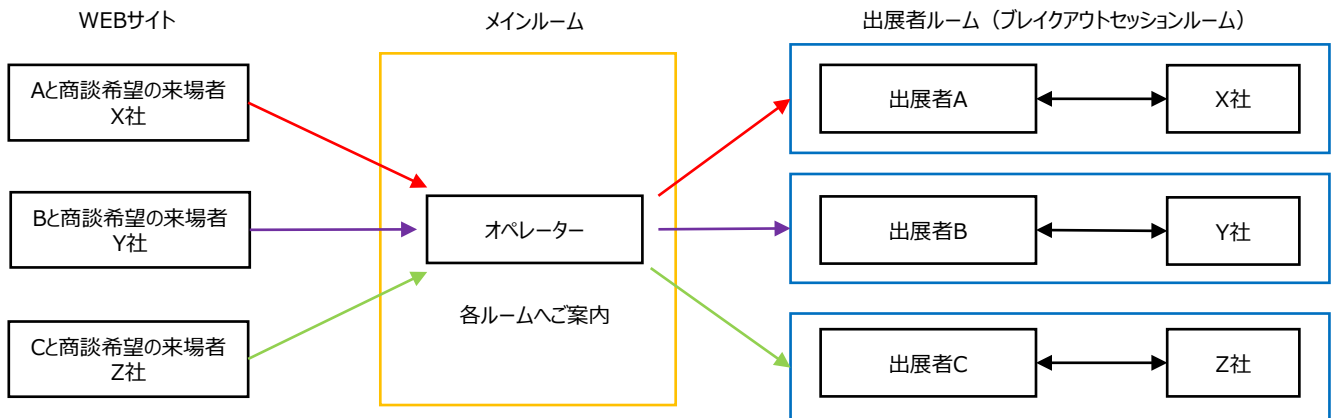 WEBサイト
メインルーム
出展者ルーム（ブレイクアウトセッションルーム）
Aと商談希望の来場者
X社
Bと商談希望の来場者
Y社
Cと商談希望の来場者
Z社
オペレーター
各ルームへご案内
出展者A
X社
出展者B
Y社
出展者C
Z社